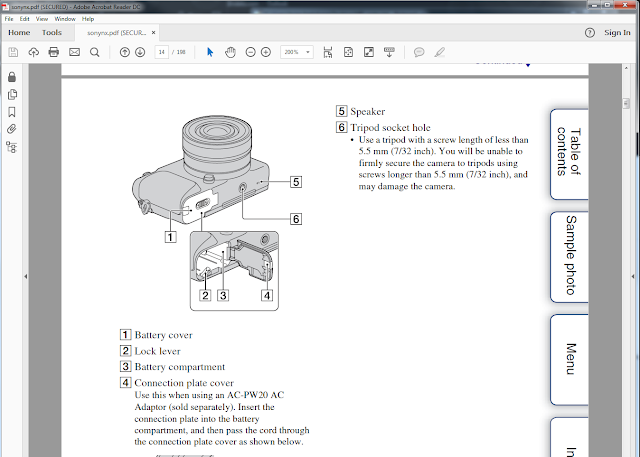 sonynx.pdf (SECURED) - Adobe Acrobat Reader DC
File Edit View Window Help
Home Tools sonynx.pdf (SECUR... × ? Sign In
14 / 198 200%
5 Speaker
6 Tripod socket hole
• Use a tripod with a screw length of less than
5.5 mm (7/32 inch). You will be unable to
firmly secure the camera to tripods using
screws longer than 5.5 mm (7/32 inch), and
may damage the camera.
5
6
1
2 3 4
1 Battery cover
2 Lock lever
3 Battery compartment
4 Connection plate cover
Use this when using an AC-PW20 AC
Adaptor (sold separately). Insert the
connection plate into the battery
compartment, and then pass the cord through
the connection plate cover as shown below.
Table of
contents
Sample photo
Menu